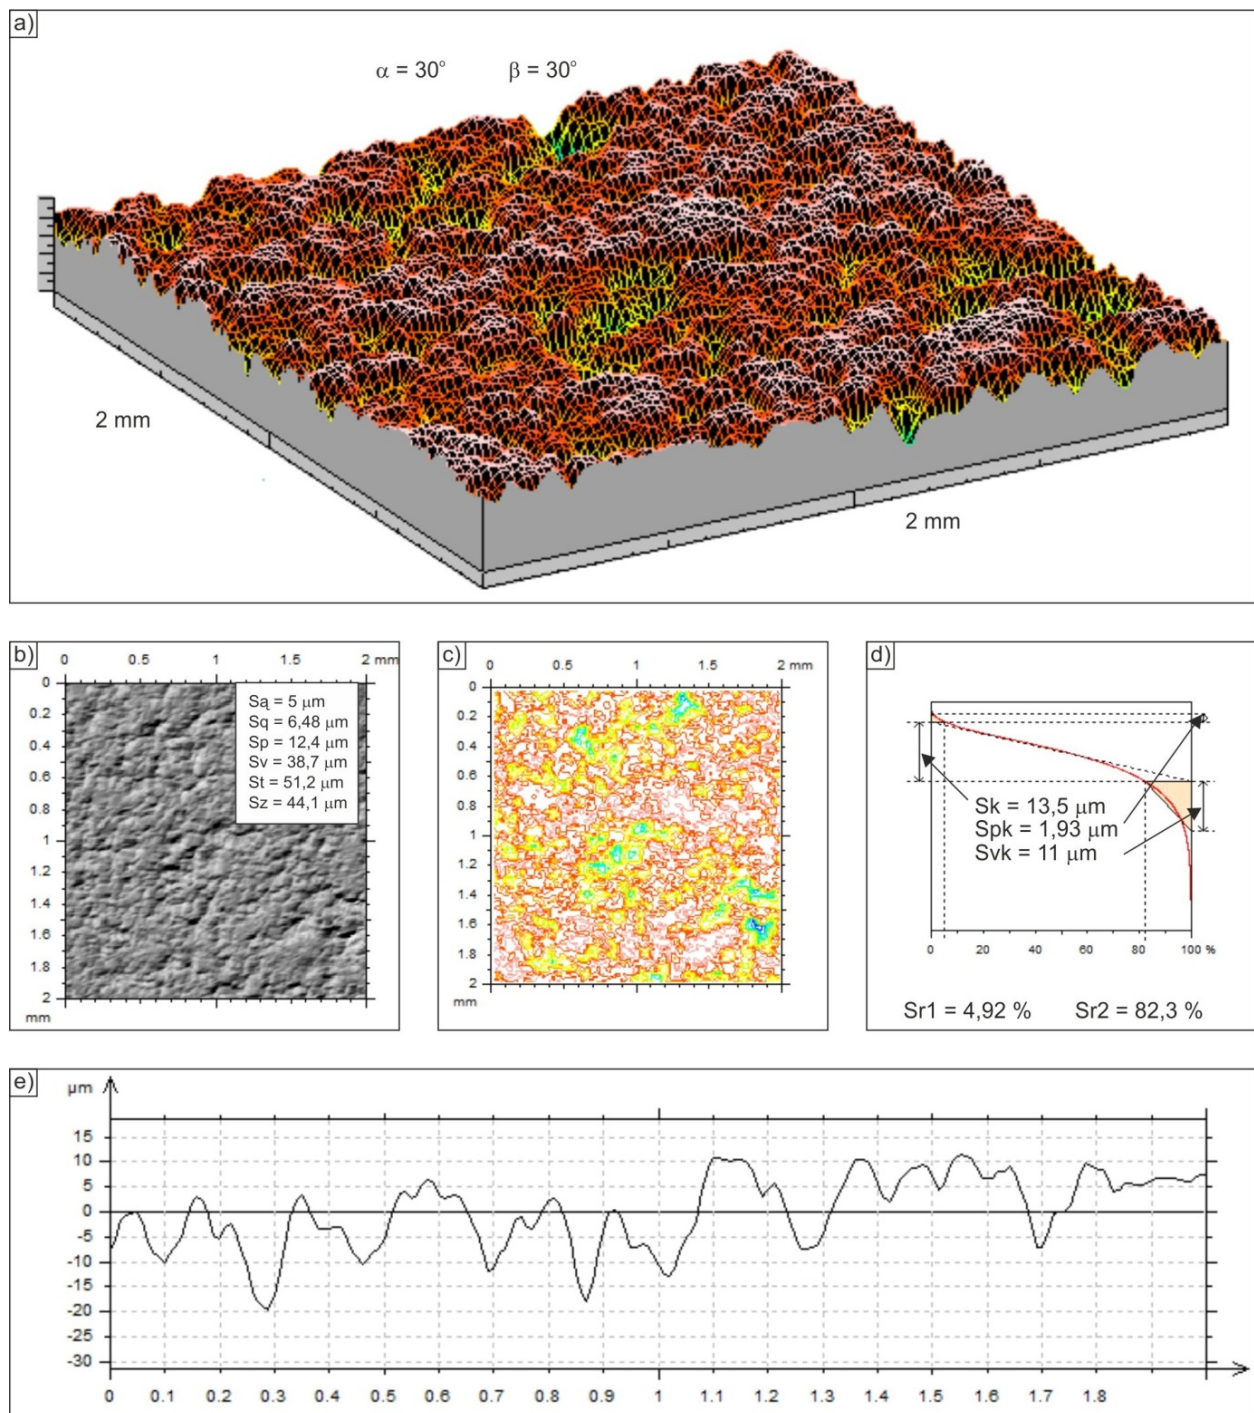 a)
α = 30° β = 30°
2 mm
2 mm
b)
0 0.5 1 1.5 2 mm
0
0.2
0.4
0.6
0.8
1
1.2
1.4
1.6
1.8
2
mm
Są = 5 μm
Sq = 6,48 μm
Sp = 12,4 μm
Sv = 38,7 μm
St = 51,2 μm
Sz = 44,1 μm
c)
0 0.5 1 1.5 2 mm
0
0.2
0.4
0.6
0.8
1
1.2
1.4
1.6
1.8
2
mm
d)
Sk = 13,5 μm
Spk = 1,93 μm
Svk = 11 μm
0 20 40 60 80 100 %
Sr1 = 4,92 % Sr2 = 82,3 %
e)
μm
15
10
5
0
-5
-10
-15
-20
-25
-30
0 0.1 0.2 0.3 0.4 0.5 0.6 0.7 0.8 0.9 1 1.1 1.2 1.3 1.4 1.5 1.6 1.7 1.8